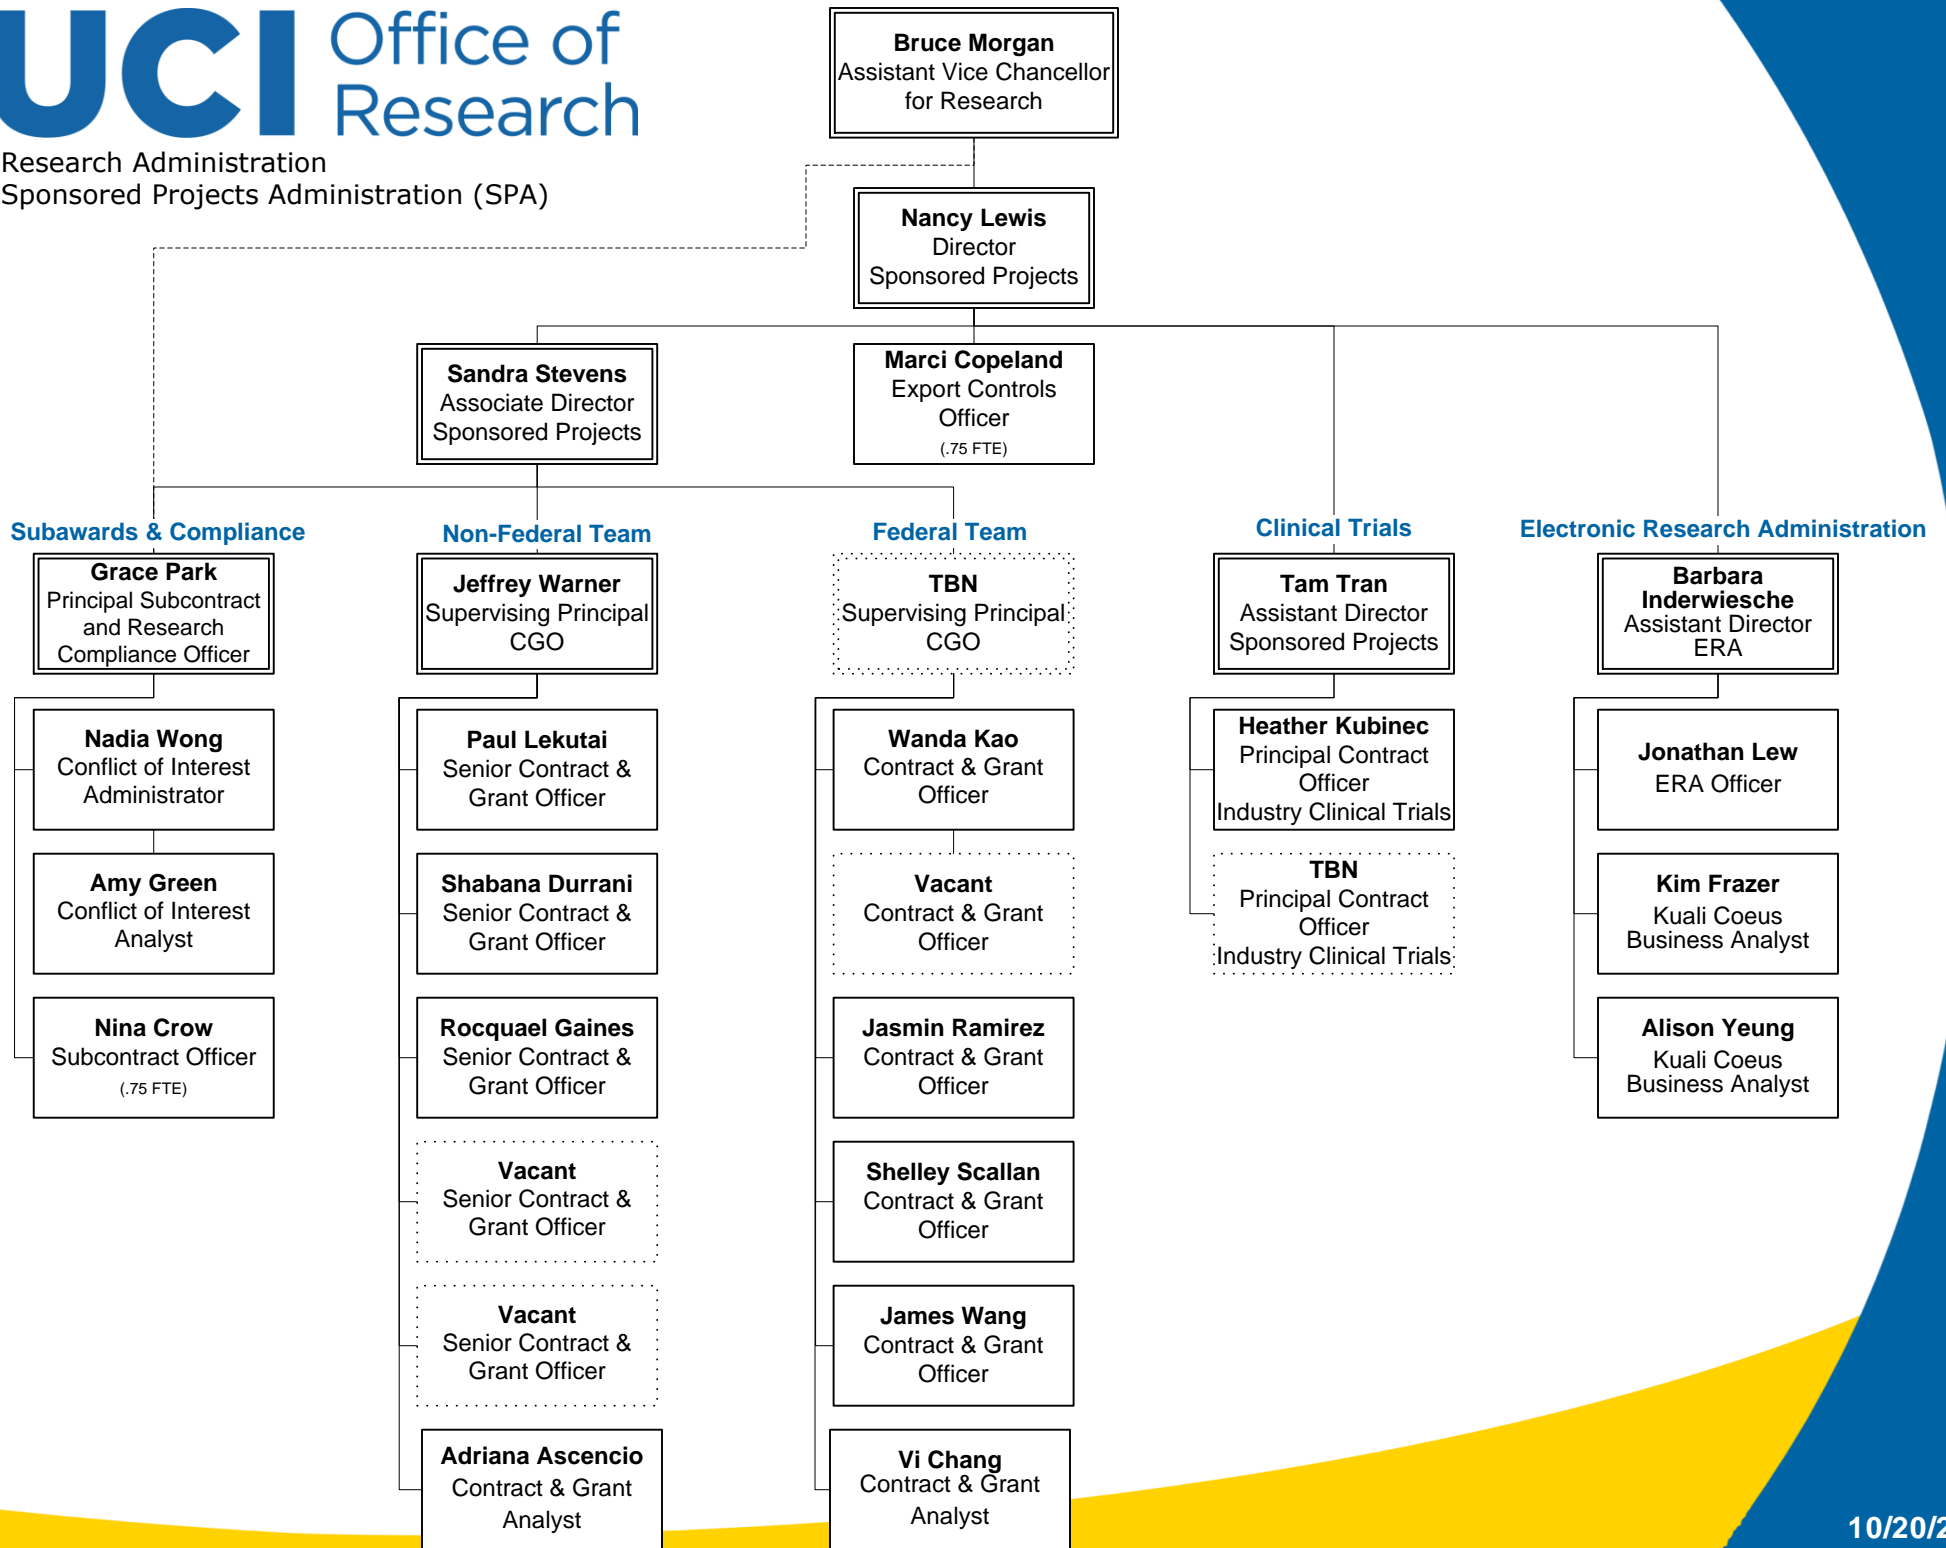 UCI Office of
Research
Research Administration
Sponsored Projects Administration (SPA)
Bruce Morgan
Assistant Vice Chancellor
for Research
Nancy Lewis
Director
Sponsored Projects
Sandra Stevens
Associate Director
Sponsored Projects
Marci Copeland
Export Controls
Officer
(.75 FTE)
Subawards & Compliance
Grace Park
Principal Subcontract
and Research
Compliance Officer
Nadia Wong
Conflict of Interest
Administrator
Amy Green
Conflict of Interest
Analyst
Nina Crow
Subcontract Officer
(.75 FTE)
Non-Federal Team
Jeffrey Warner
Supervising Principal
CGO
Paul Lekutai
Senior Contract &
Grant Officer
Shabana Durrani
Senior Contract &
Grant Officer
Rocquael Gaines
Senior Contract &
Grant Officer
Vacant
Senior Contract &
Grant Officer
Vacant
Senior Contract &
Grant Officer
Adriana Ascencio
Contract & Grant
Analyst
Federal Team
TBN
Supervising Principal
CGO
Wanda Kao
Contract & Grant
Officer
Vacant
Contract & Grant
Officer
Jasmin Ramirez
Contract & Grant
Officer
Shelley Scallan
Contract & Grant
Officer
James Wang
Contract & Grant
Officer
Vi Chang
Contract & Grant
Analyst
Clinical Trials
Tam Tran
Assistant Director
Sponsored Projects
Heather Kubinec
Principal Contract
Officer
Industry Clinical Trials
TBN
Principal Contract
Officer
Industry Clinical Trials
Electronic Research Administration
Barbara
Inderwiesche
Assistant Director
ERA
Jonathan Lew
ERA Officer
Kim Frazer
Kuali Coeus
Business Analyst
Alison Yeung
Kuali Coeus
Business Analyst
10/20/2